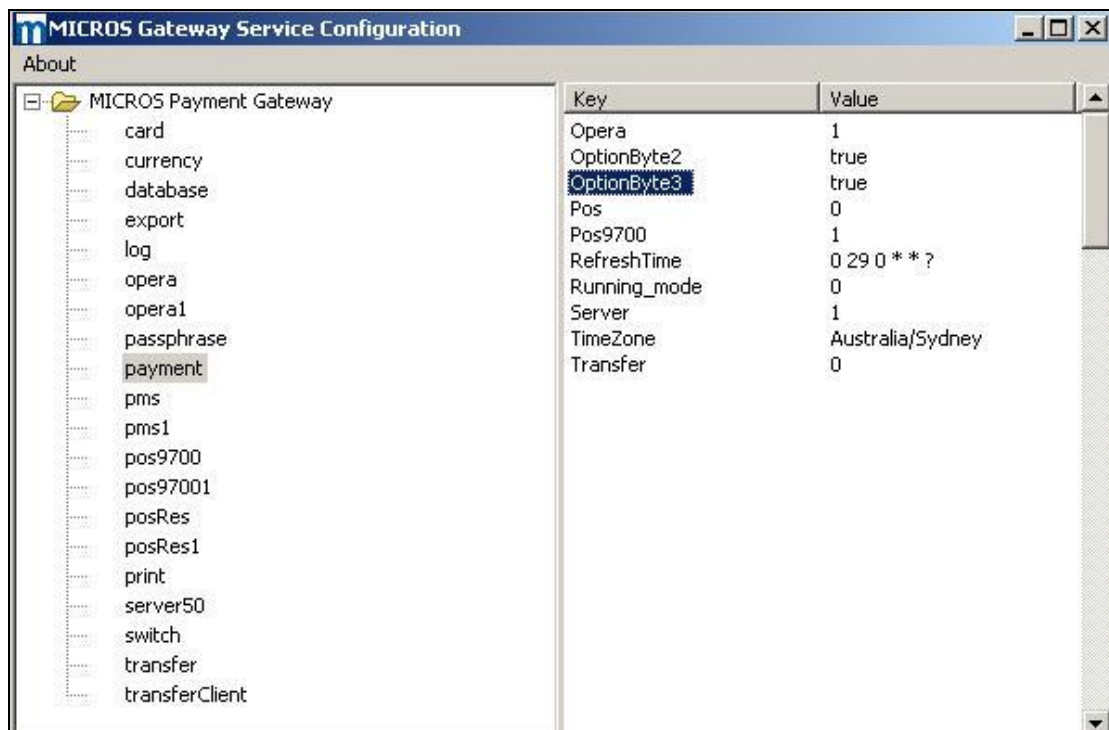 MICROS Gateway Service Configuration
About
MICROS Payment Gateway
card
currency
database
export
log
opera
opera1
passphrase
payment
pms
pms1
pos9700
pos97001
posRes
posRes1
print
server50
switch
transfer
transferClient
Key Value
Opera 1
OptionByte2 true
OptionByte3 true
Pos 0
Pos9700 1
RefreshTime 0 29 0 * * ?
Running_mode 0
Server 1
TimeZone Australia/Sydney
Transfer 0